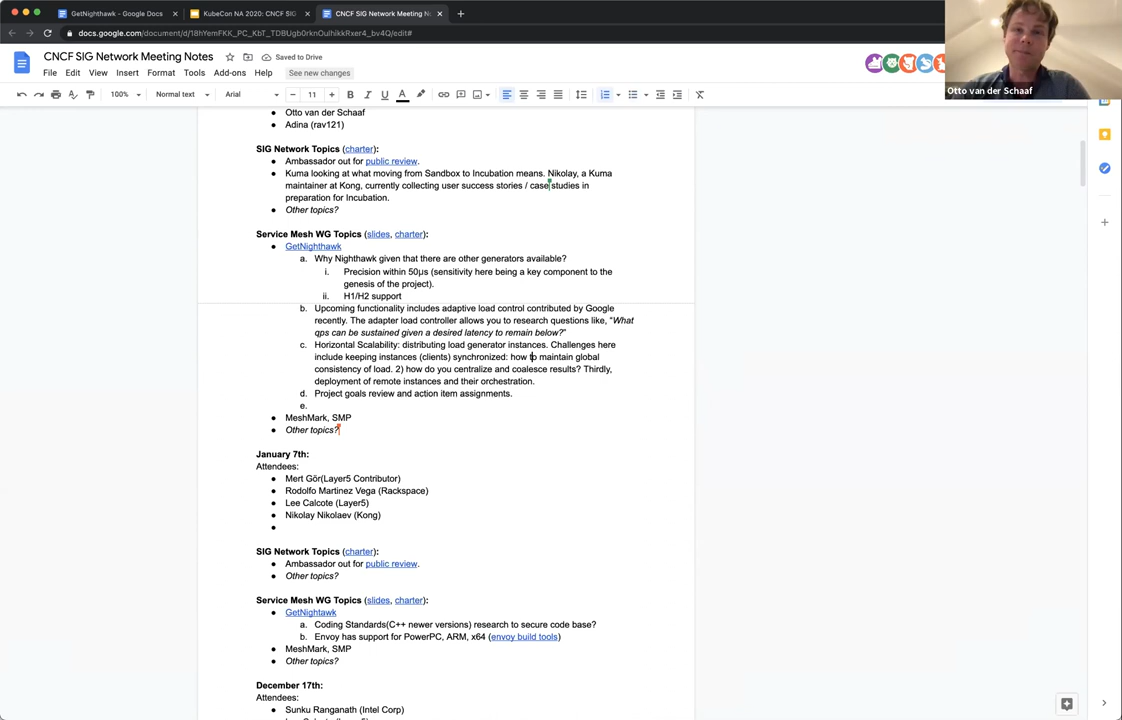 GetNighthawk - Google Docs
KubeCon NA 2020: CNCF SIG
CNCF SIG Network Meeting No
docs.google.com/document/d/18hYemFKK_PC_KbT_TDBUgb0rknOulhikkRxer4_bv4Q/edit#
CNCF SIG Network Meeting Notes
Saved to Drive
File Edit View Insert Format Tools Add-ons Help
See new changes
100% Normal text Arial 11
Otto van der Schaaf
● Otto van der Schaaf
● Adina (rav121)
SIG Network Topics (charter):
● Ambassador out for public review.
● Kuma looking at what moving from Sandbox to Incubation means. Nikolay, a Kuma
maintainer at Kong, currently collecting user success stories / case studies in
preparation for Incubation.
● Other topics?
Service Mesh WG Topics (slides, charter):
● GetNighthawk
a. Why Nighthawk given that there are other generators available?
i. Precision within 50μs (sensitivity here being a key component to the
genesis of the project).
ii. H1/H2 support
b. Upcoming functionality includes adaptive load control contributed by Google
recently. The adapter load controller allows you to research questions like, "What
qps can be sustained given a desired latency to remain below?"
c. Horizontal Scalability: distributing load generator instances. Challenges here
include keeping instances (clients) synchronized: how to maintain global
consistency of load. 2) how do you centralize and coalesce results? Thirdly,
deployment of remote instances and their orchestration.
d. Project goals review and action item assignments.
e.
● MeshMark, SMP
● Other topics?
January 7th:
Attendees:
● Mert Gör(Layer5 Contributor)
● Rodolfo Martinez Vega (Rackspace)
● Lee Calcote (Layer5)
● Nikolay Nikolaev (Kong)
●
SIG Network Topics (charter):
● Ambassador out for public review.
● Other topics?
Service Mesh WG Topics (slides, charter):
● GetNightawk
a. Coding Standards(C++ newer versions) research to secure code base?
b. Envoy has support for PowerPC, ARM, x64 (envoy build tools)
● MeshMark, SMP
● Other topics?
December 17th:
Attendees:
● Sunku Ranganath (Intel Corp)